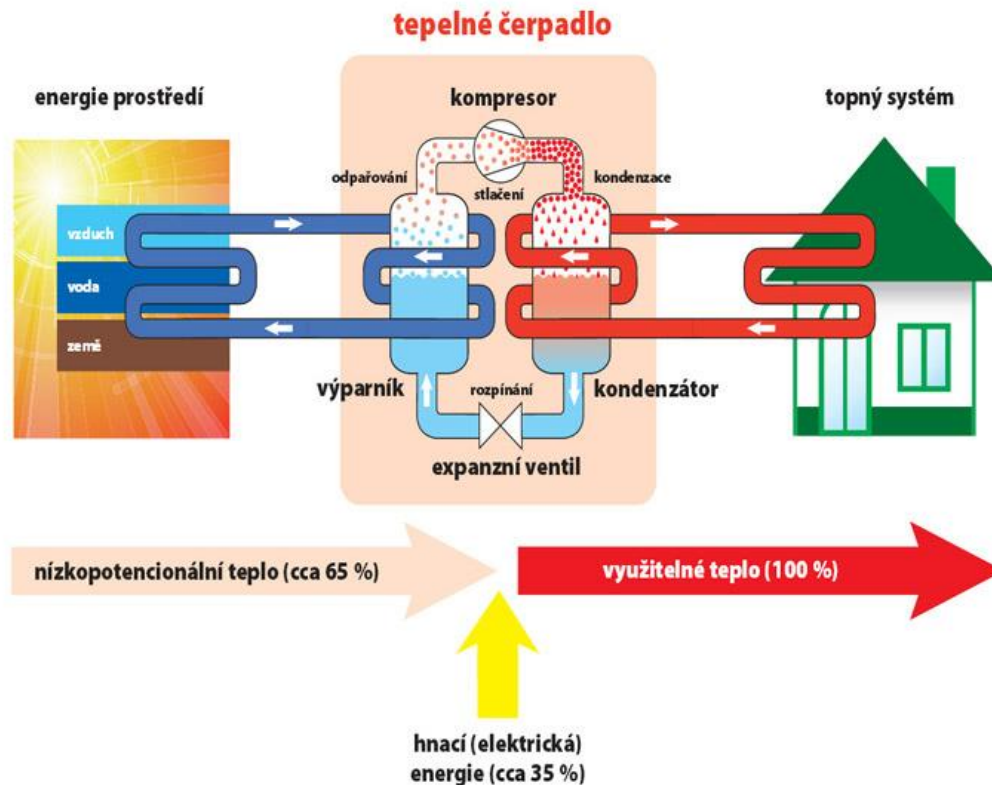 tepelné čerpadlo
energie prostředí
kompresor
topný systém
odpařování
stlačení
kondenzace
vzduch
voda
země
výparník
rozpínání
kondenzátor
expanzní ventil
nízkopotencionální teplo (cca 65 %)
využitelné teplo (100 %)
hnací (elektrická)
energie (cca 35 %)